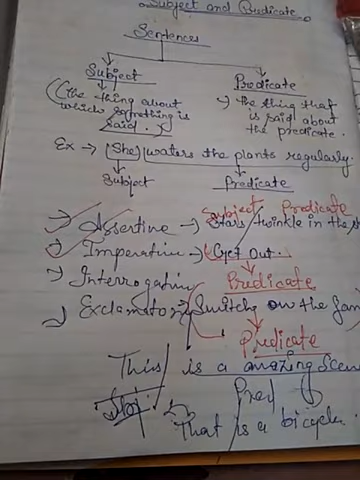 Subject and Predicate.
Sentences
Subject Predicate
(the thing about → the thing that
which something is is said about
said.) the predicate.
Ex → She waters the plants regularly
Subject Predicate
Subject Predicate
→ Assertive → Stars twinkle in the
→ Imperative → Get Out.
→ Interrogative Predicate
→ Exclamatory Switch on the fan
Predicate
This is a amazing
Pred
That is a bicycle.